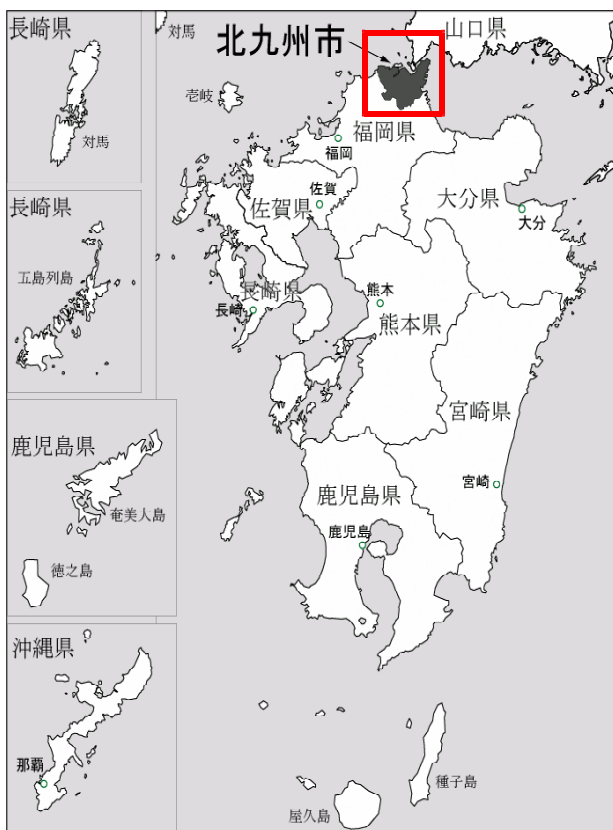 長崎県
対馬
対馬
北九州市
山口県
壱岐
福岡県
福岡
長崎県
五島列島
佐賀
佐賀県
大分県
大分
長崎県
長崎
熊本
熊本県
宮崎県
宮崎
鹿児島県
奄美人島
徳之島
鹿児島県
鹿児島
沖縄県
那覇
種子島
屋久島